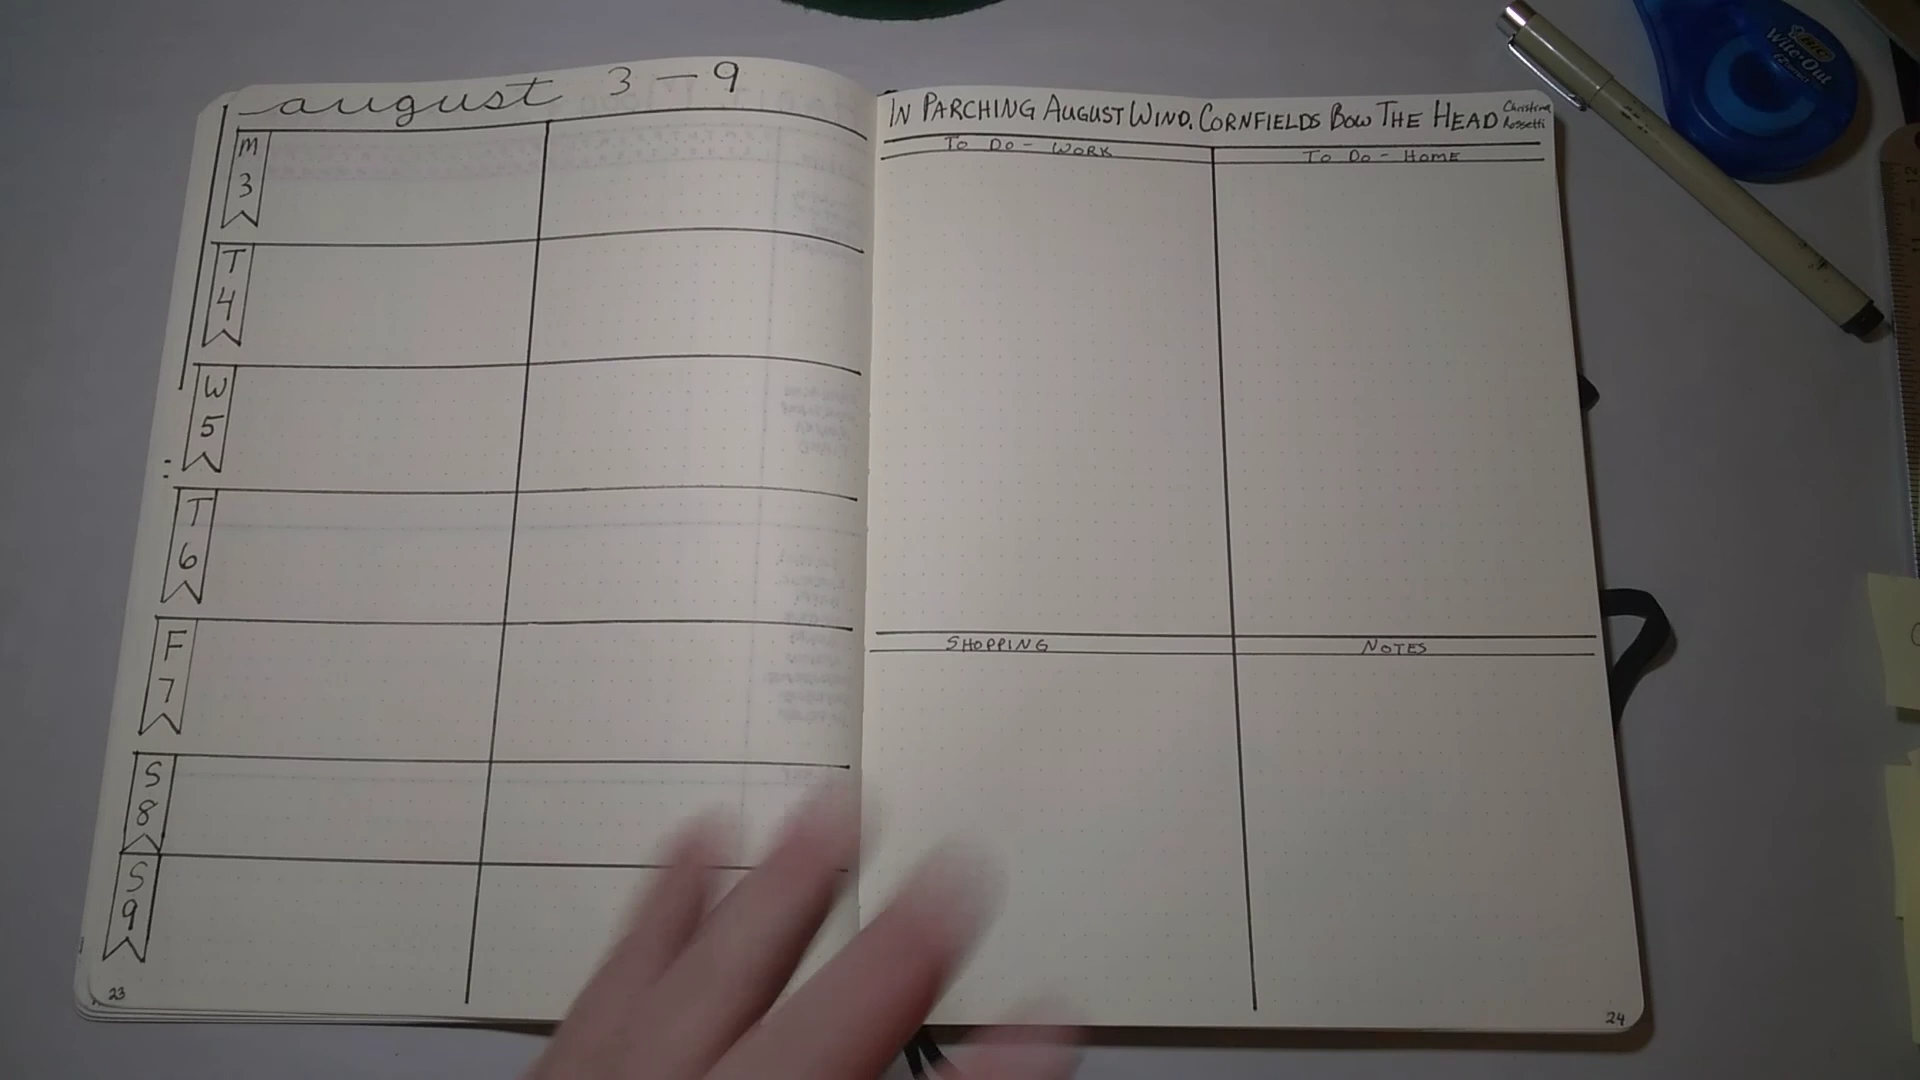 august 3 - 9
M
3
T
4
W
5
T
6
F
7
S
8
S
9
23
IN PARCHING AUGUST WIND, CORNFIELDS BOW THE HEAD
Christina
Rossetti
TO DO - WORK
TO DO - HOME
SHOPPING
NOTES
24
BIC
Wite-Out
12